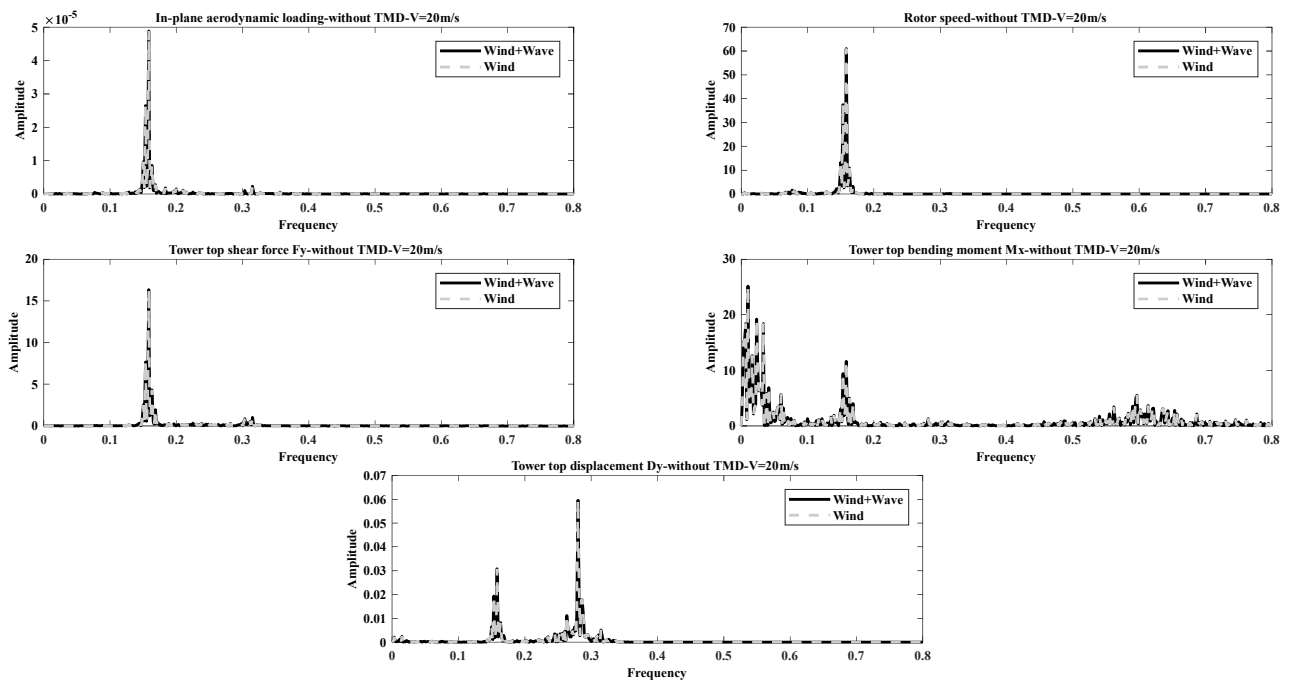 In-plane aerodynamic loading-without TMD-V=20m/s
×10^-5
5
4
3
2
1
0
Amplitude
Wind+Wave
Wind
0 0.1 0.2 0.3 0.4 0.5 0.6 0.7 0.8
Frequency
Rotor speed-without TMD-V=20m/s
70
60
50
40
30
20
10
0
Amplitude
Wind+Wave
Wind
0 0.1 0.2 0.3 0.4 0.5 0.6 0.7 0.8
Frequency
Tower top shear force Fy-without TMD-V=20m/s
20
15
10
5
0
Amplitude
Wind+Wave
Wind
0 0.1 0.2 0.3 0.4 0.5 0.6 0.7 0.8
Frequency
Tower top bending moment Mx-without TMD-V=20m/s
30
20
10
0
Amplitude
Wind+Wave
Wind
0 0.1 0.2 0.3 0.4 0.5 0.6 0.7 0.8
Frequency
Tower top displacement Dy-without TMD-V=20m/s
0.07
0.06
0.05
0.04
0.03
0.02
0.01
0
Amplitude
Wind+Wave
Wind
0 0.1 0.2 0.3 0.4 0.5 0.6 0.7 0.8
Frequency